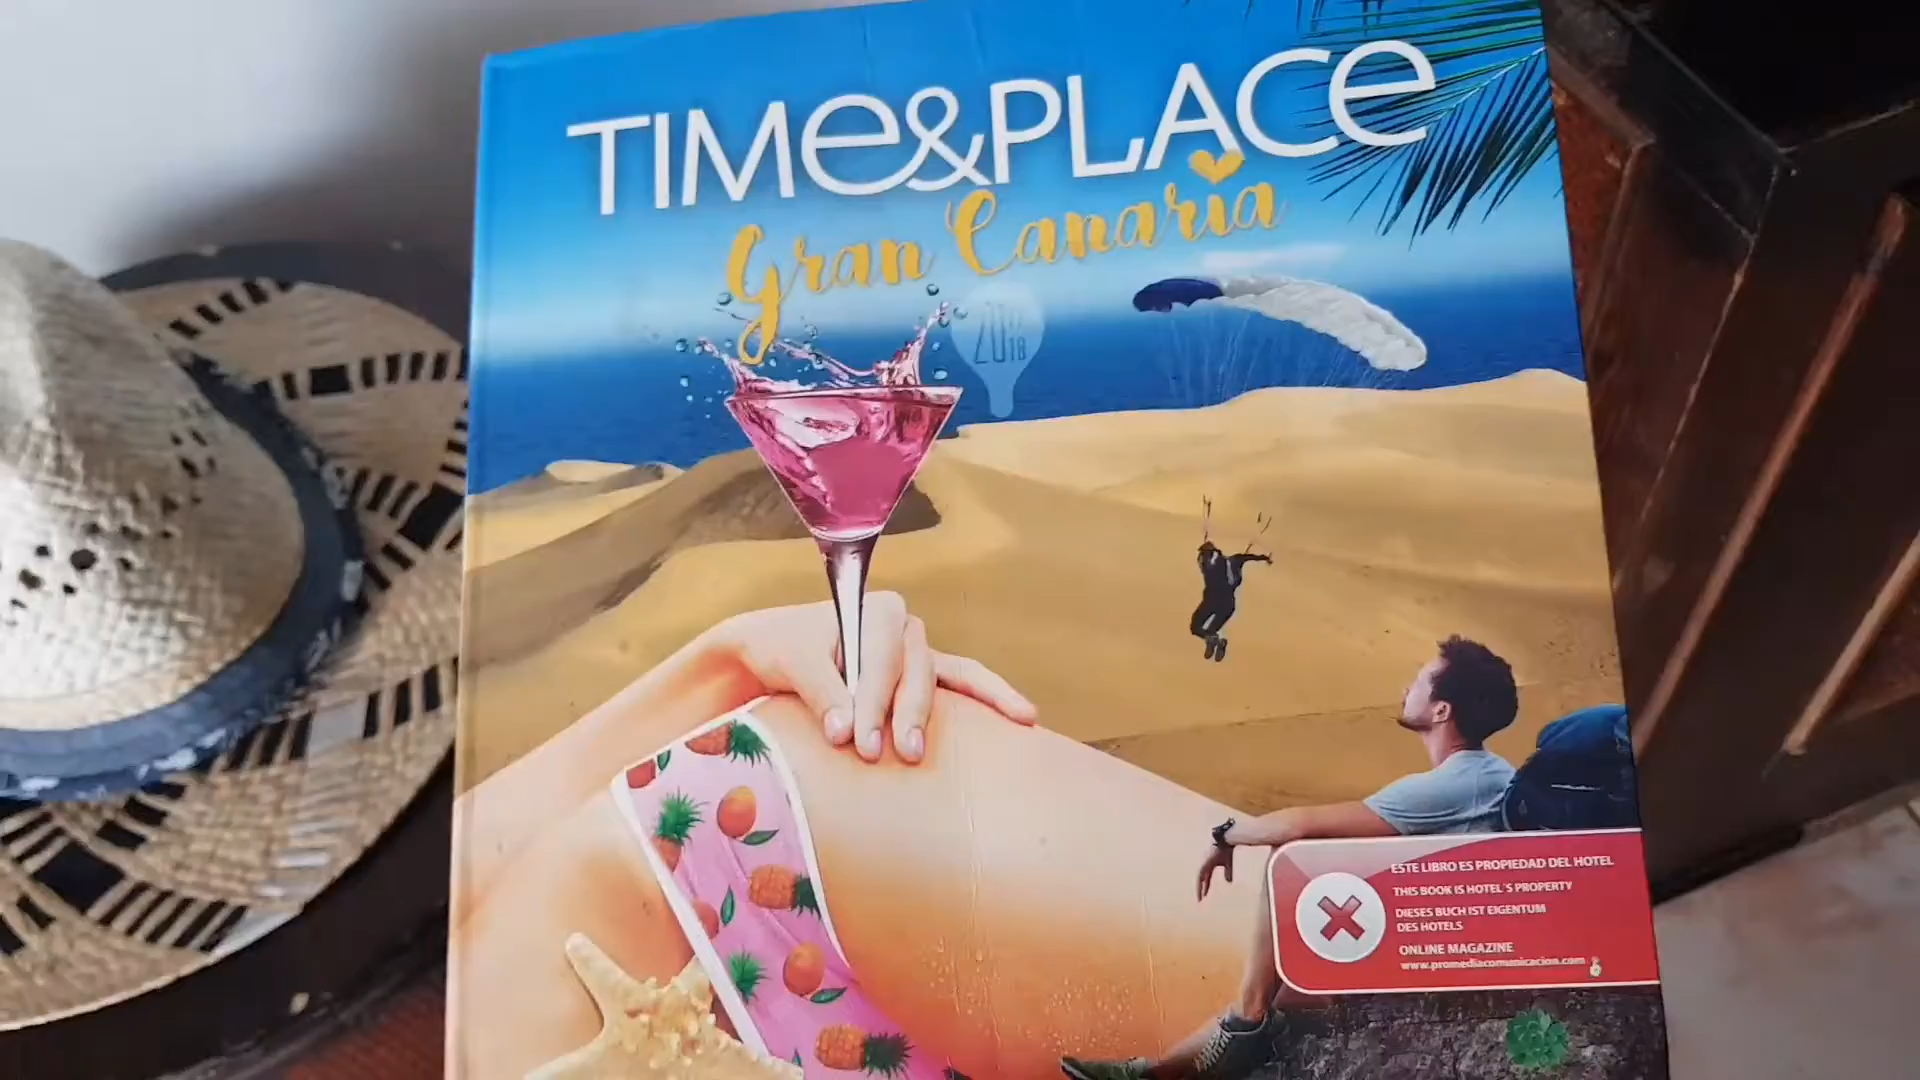 TIMe&PLACe
Gran Canaria
ESTE LIBRO ES PROPIEDAD DEL HOTEL
THIS BOOK IS HOTEL´S PROPERTY
DIESES BUCH IST EIGENTUM
DES HOTELS
ONLINE MAGAZINE
www.promediacomunicacion.com